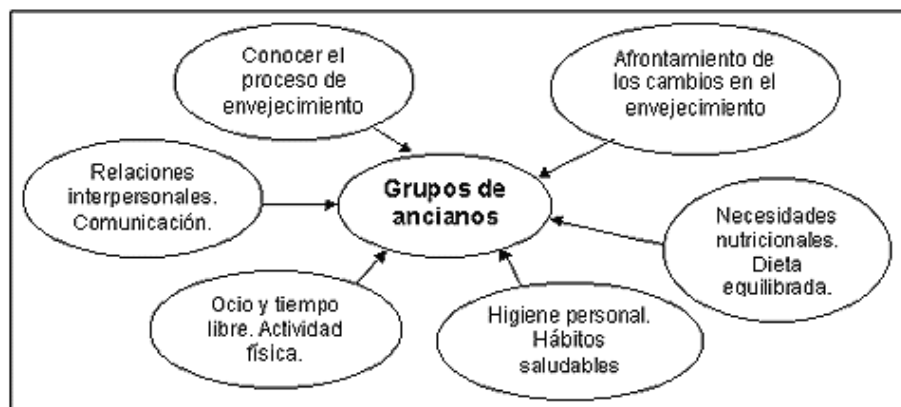 Conocer el
proceso de
envejecimiento
Afrontamiento de
los cambios en el
envejecimiento
Relaciones
interpersonales.
Comunicación.
Grupos de
ancianos
Necesidades
nutricionales.
Dieta
equilibrada.
Ocio y tiempo
libre. Actividad
física.
Higiene personal.
Hábitos
saludables